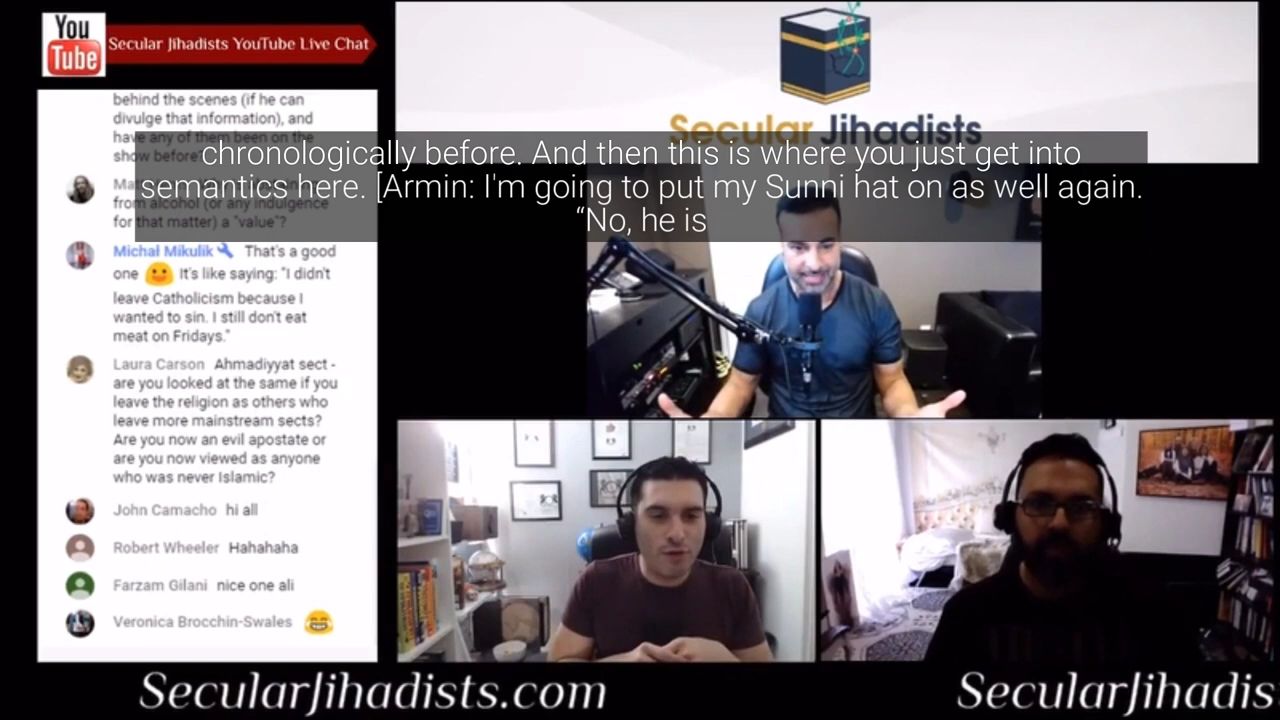 You
Tube
Secular Jihadists YouTube Live Chat
behind the scenes (if he can
divulge that information), and
have any of them been on the
show before?
from alcohol (or any indulgence
for that matter) a "value"?
Michal Mikulik That's a good
one 😛 It's like saying: "I didn't
leave Catholicism because I
wanted to sin. I still don't eat
meat on Fridays."
Laura Carson Ahmadiyyat sect -
are you looked at the same if you
leave the religion as others who
leave more mainstream sects?
Are you now an evil apostate or
are you now viewed as anyone
who was never Islamic?
John Camacho hi all
Robert Wheeler Hahahaha
Farzam Gilani nice one ali
Veronica Brocchin-Swales 😂
Secular Jihadists
chronologically before. And then this is where you just get into
semantics here. [Armin: I'm going to put my Sunni hat on as well again.
“No, he is
SecularJihadists.com
SecularJihadis